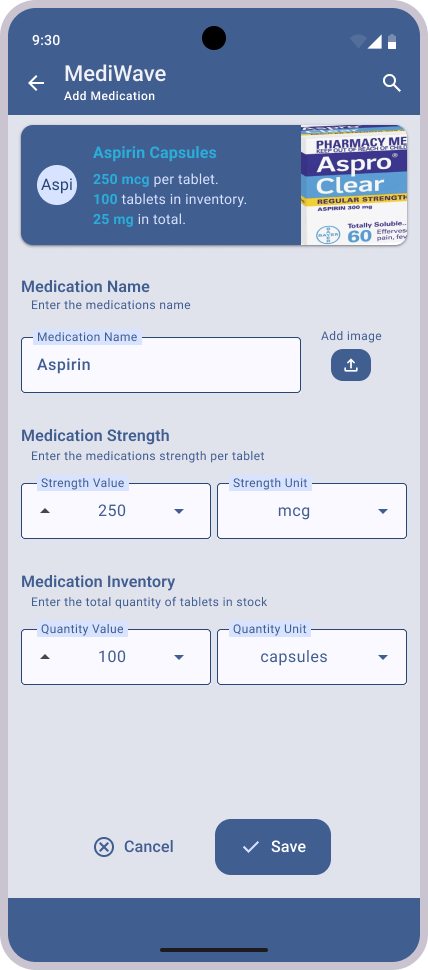 9:30
MediWave
Add Medication
Aspi
Aspirin Capsules
250 mcg per tablet.
100 tablets in inventory.
25 mg in total.
PHARMACY ME
KEEP OUT OF REACH OF CHIL
Aspro®
Clear
REGULAR STRENGTH
ASPIRIN 300 mg
BAYER
Totally Soluble..
60
Effervesc
pain, fev
Medication Name
Enter the medications name
Medication Name
Aspirin
Add image
Medication Strength
Enter the medications strength per tablet
Strength Value
250
Strength Unit
mcg
Medication Inventory
Enter the total quantity of tablets in stock
Quantity Value
100
Quantity Unit
capsules
Cancel
Save